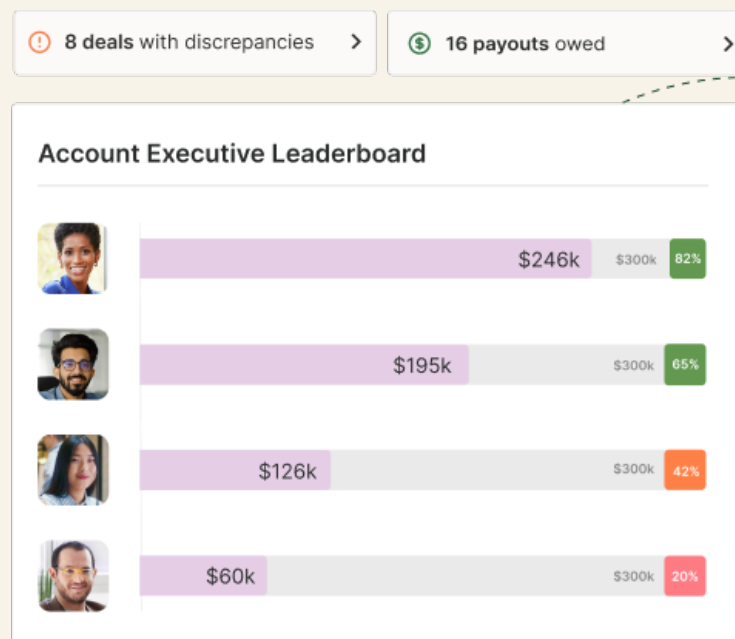 8 deals with discrepancies
16 payouts owed
Account Executive Leaderboard
$246k $300k 82%
$195k $300k 65%
$126k $300k 42%
$60k $300k 20%